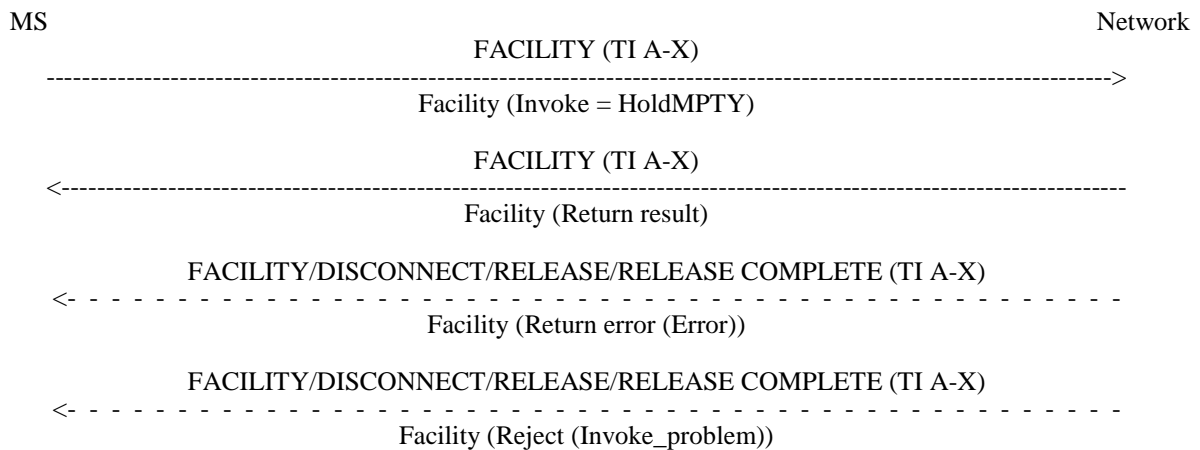 MS Network
FACILITY (TI A-X)
Facility (Invoke = HoldMPTY)
FACILITY (TI A-X)
Facility (Return result)
FACILITY/DISCONNECT/RELEASE/RELEASE COMPLETE (TI A-X)
Facility (Return error (Error))
FACILITY/DISCONNECT/RELEASE/RELEASE COMPLETE (TI A-X)
Facility (Reject (Invoke_problem))